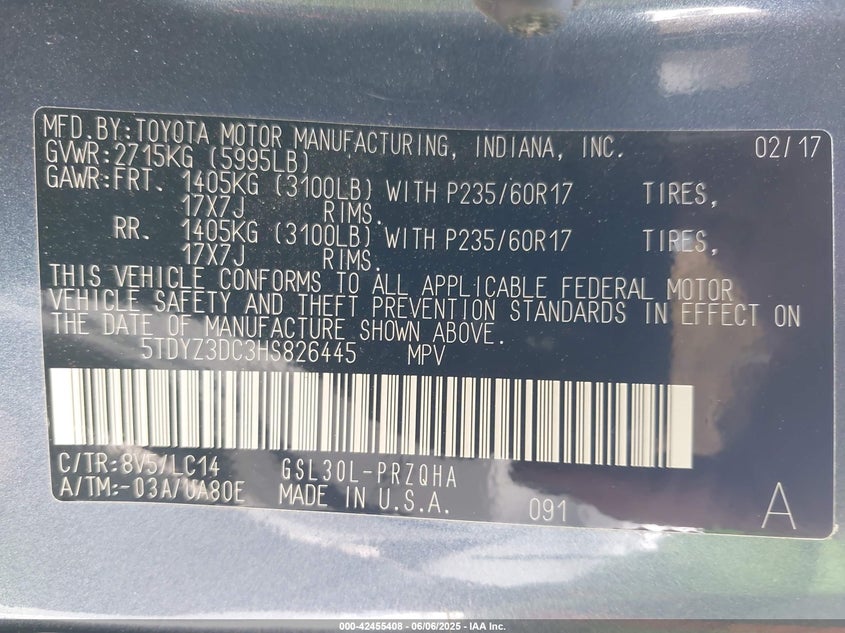 MFD.BY:TOYOTA MOTOR MANUFACTURING, INDIANA, INC. 02/17
GVWR:2715KG (5995LB)
GAWR:FRT. 1405KG (3100LB) WITH P235/60R17 TIRES,
17X7J RIMS.
RR. 1405KG (3100LB) WITH P235/60R17 TIRES,
17X7J RIMS.
THIS VEHICLE CONFORMS TO ALL APPLICABLE FEDERAL MOTOR
VEHICLE SAFETY AND THEFT PREVENTION STANDARDS IN EFFECT ON
THE DATE OF MANUFACTURE SHOWN ABOVE.
5TDYZ3DC3HS826445 MPV
C/TR:8V5/LC14 GSL30L-PRZQHA
A/TM:-03A/UA80E MADE IN U.S.A. 091 A
000-42455408 - 06/06/2025 - IAA Inc.